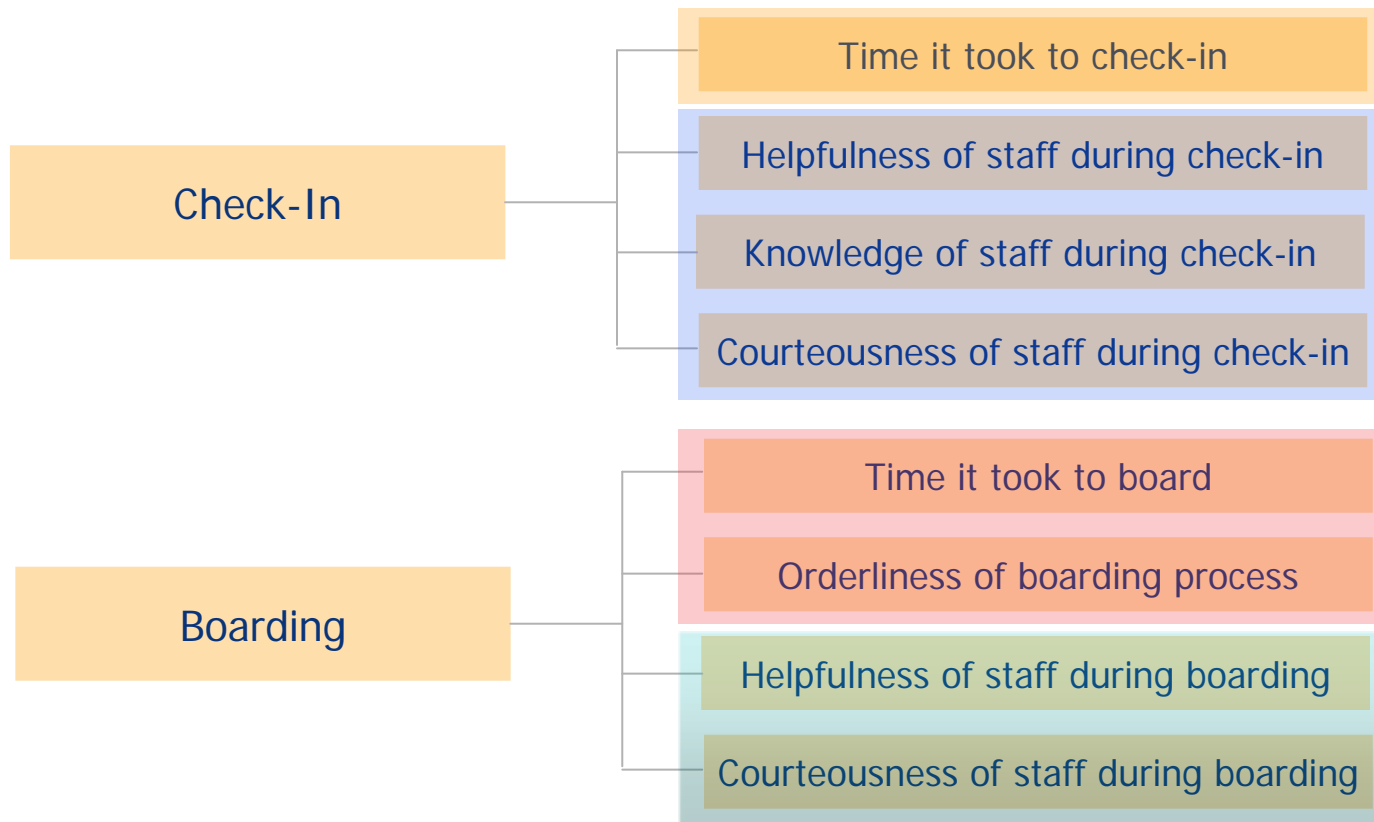 Check-In
Time it took to check-in
Helpfulness of staff during check-in
Knowledge of staff during check-in
Courteousness of staff during check-in
Boarding
Time it took to board
Orderliness of boarding process
Helpfulness of staff during boarding
Courteousness of staff during boarding